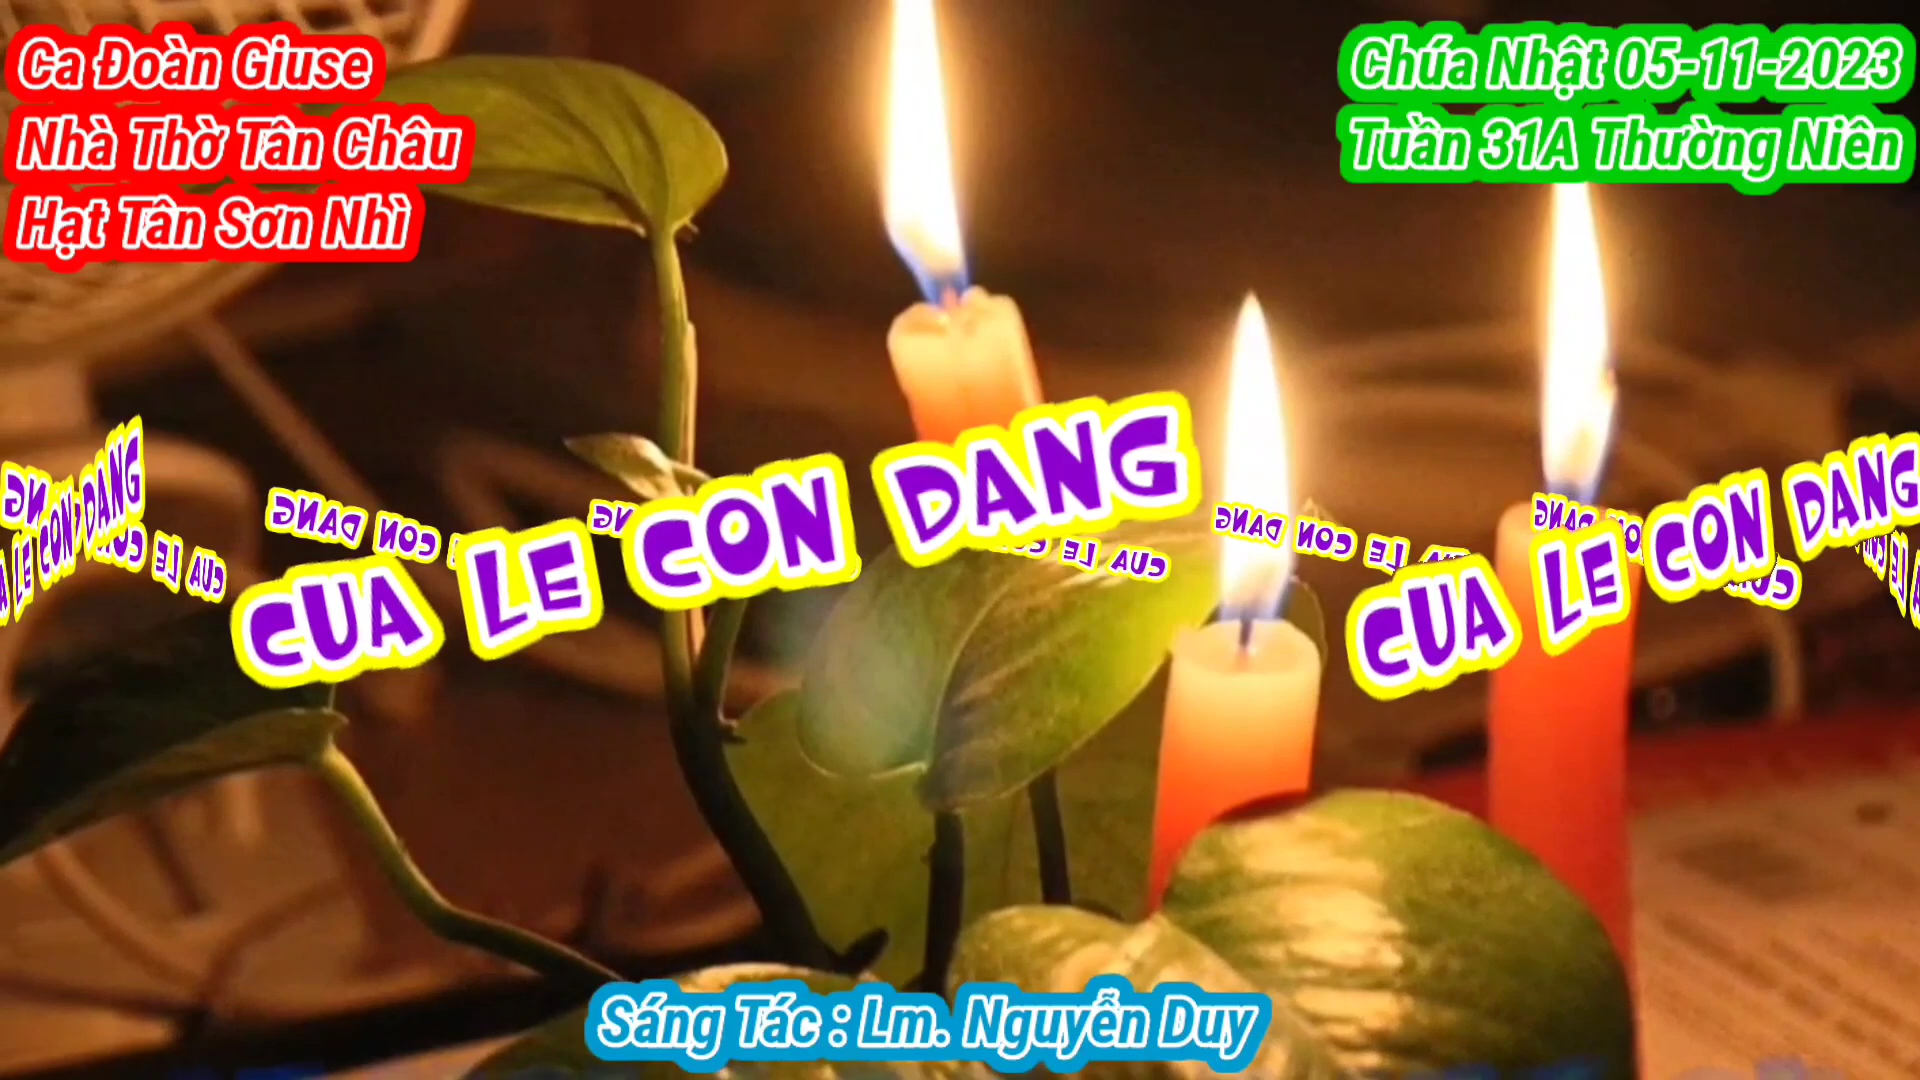 Ca Đoàn Giuse
Nhà Thờ Tân Châu
Hạt Tân Sơn Nhì
Chúa Nhật 05-11-2023
Tuần 31A Thường Niên
CUA LE CON DANG
CUA LE CON DANG
Sáng Tác : Lm. Nguyễn Duy